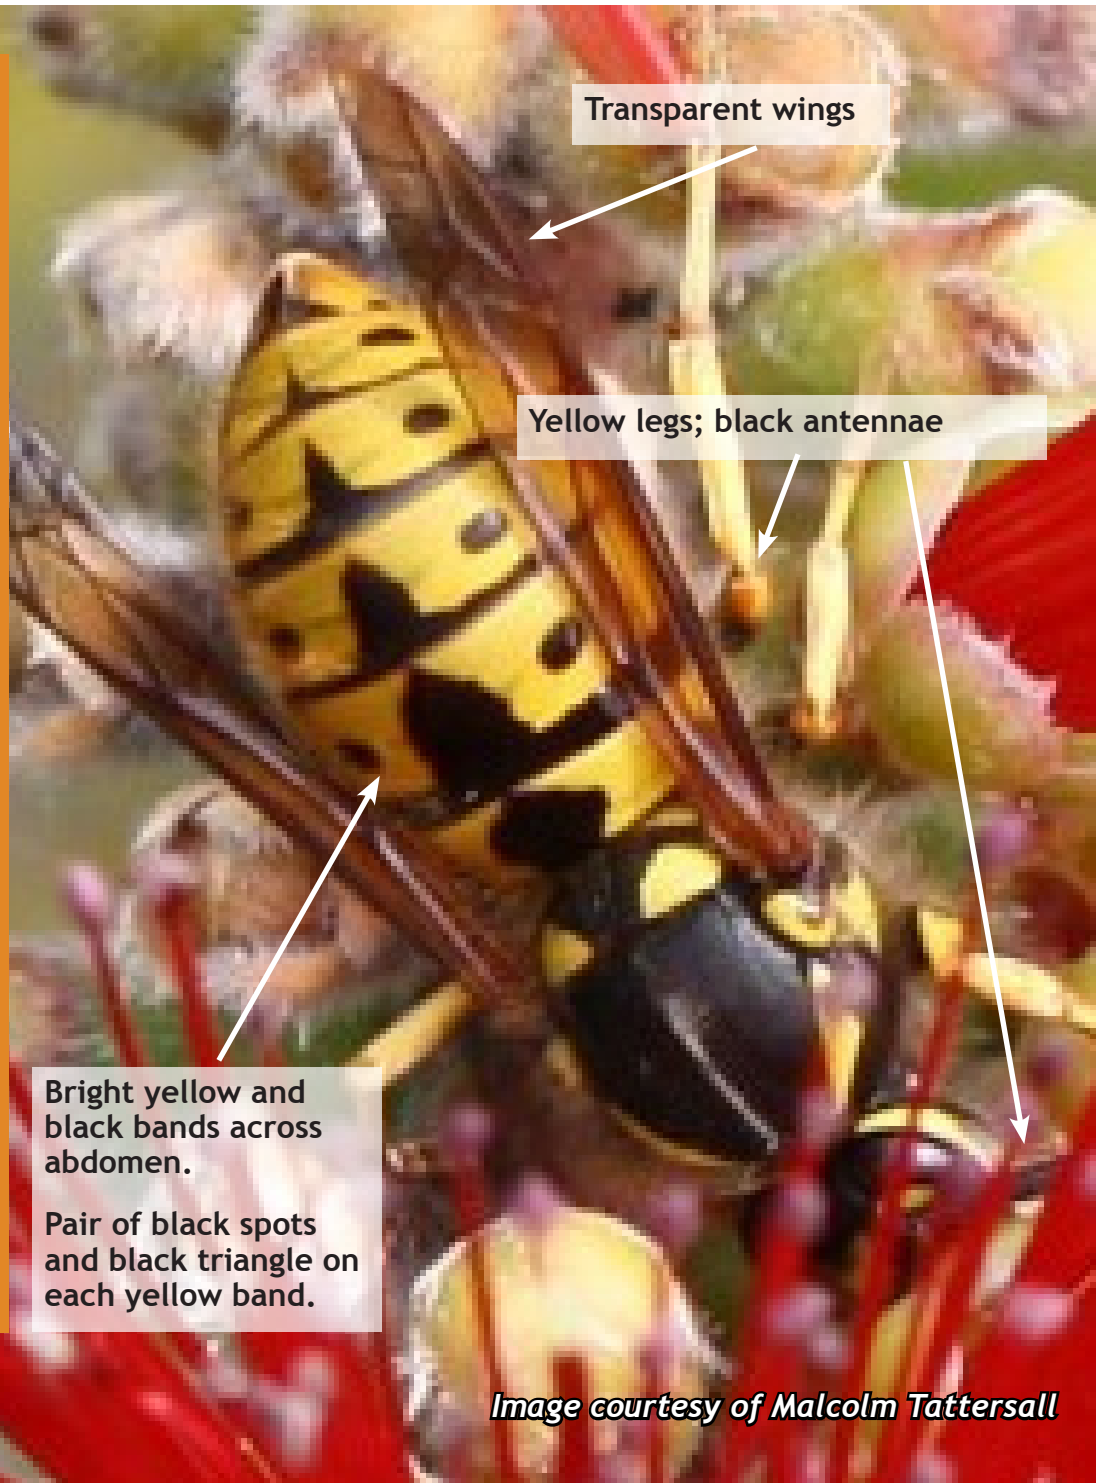 Transparent wings
Yellow legs; black antennae
Bright yellow and
black bands across
abdomen.
Pair of black spots
and black triangle on
each yellow band.
Image courtesy of Malcolm Tattersall